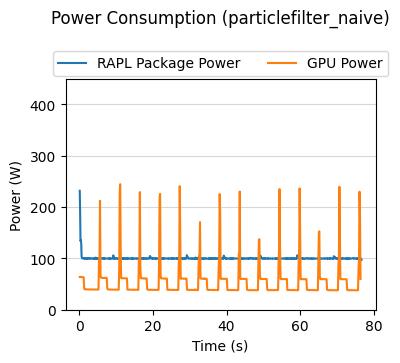 Power Consumption (particlefilter_naive)
RAPL Package Power
GPU Power
Power (W)
400
300
200
100
0
0 20 40 60 80
Time (s)